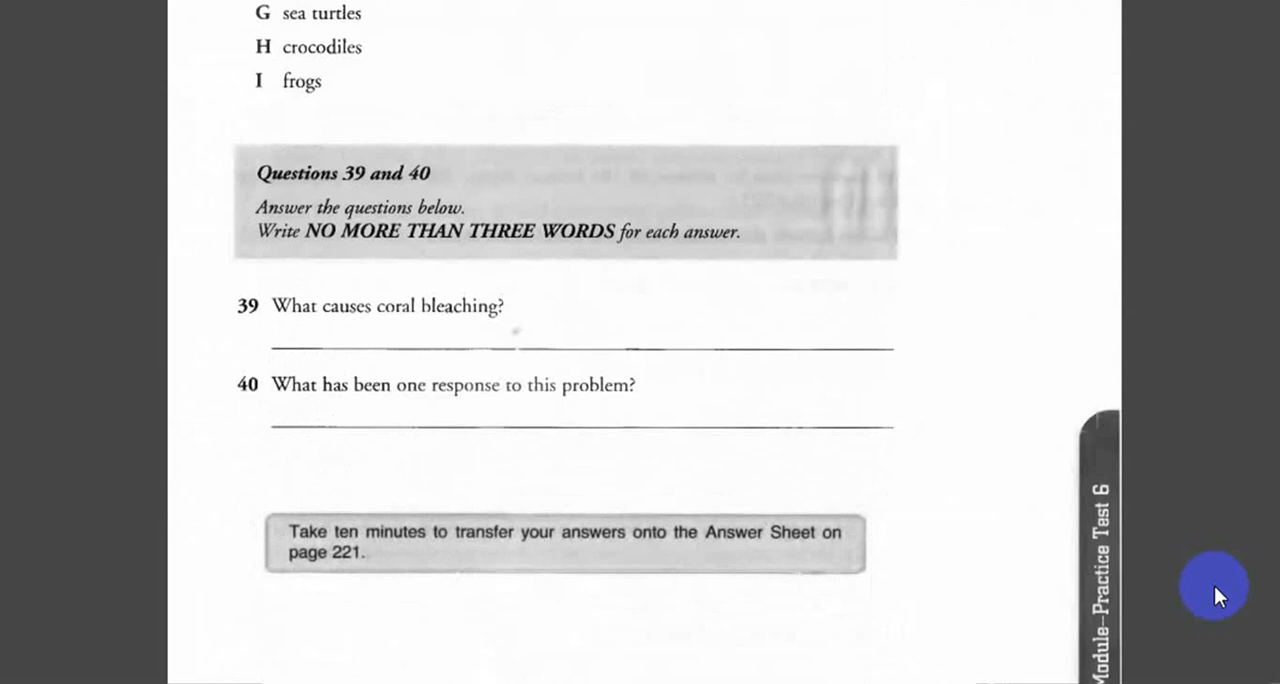 G sea turtles
H crocodiles
I frogs
Questions 39 and 40
Answer the questions below.
Write NO MORE THAN THREE WORDS for each answer.
39 What causes coral bleaching?
40 What has been one response to this problem?
Take ten minutes to transfer your answers onto the Answer Sheet on
page 221.
Module–Practice Test 6